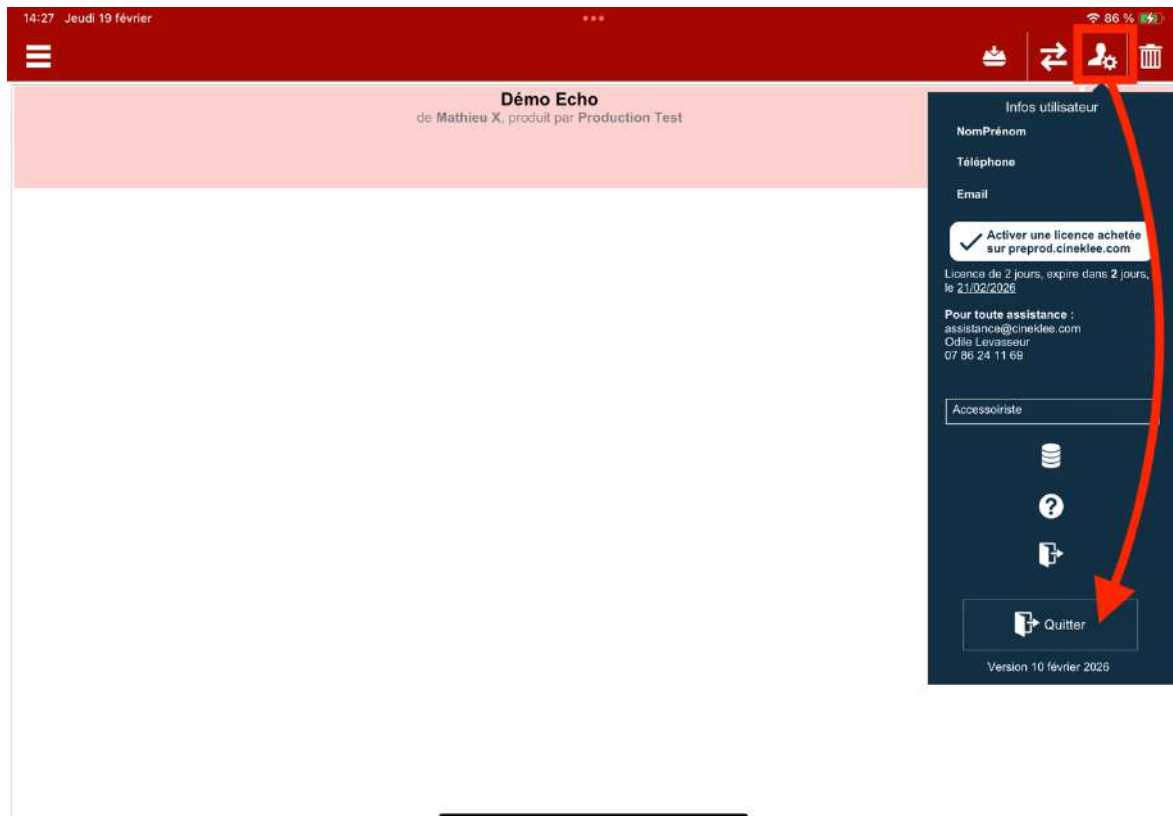 14:27 Jeudi 19 février
86 %
Démo Echo
de Mathieu X, produit par Production Test
Infos utilisateur
NomPrénom
Téléphone
Email
Activer une licence achetée
sur preprod.cineklee.com
Licence de 2 jours, expire dans 2 jours,
le 21/02/2026
Pour toute assistance :
assistance@cineklee.com
Odile Levasseur
07 86 24 11 69
Accessoiriste
?
Quitter
Version 10 février 2026